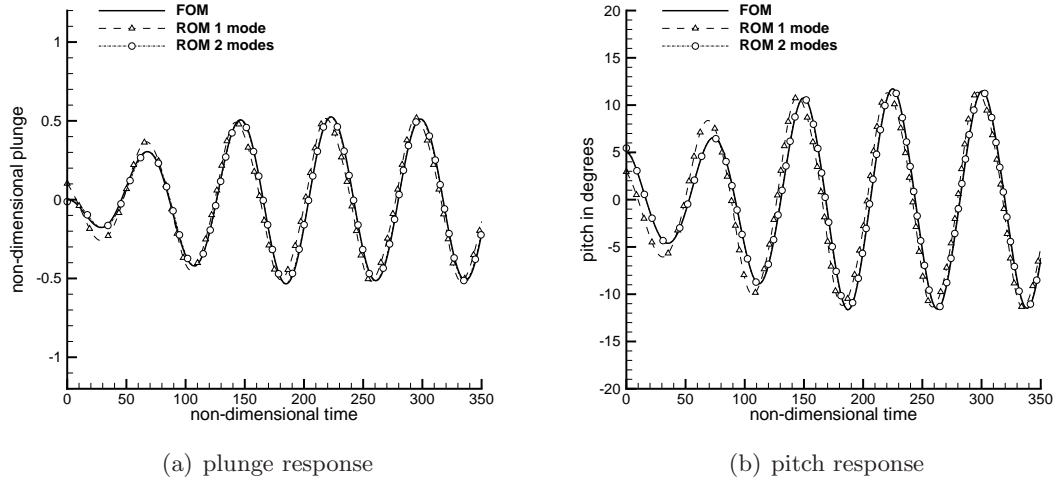 FOM
ROM 1 mode
ROM 2 modes
non-dimensional plunge
1
0.5
0
-0.5
-1
0 50 100 150 200 250 300 350
non-dimensional time
(a) plunge response
FOM
ROM 1 mode
ROM 2 modes
pitch in degrees
20
15
10
5
0
-5
-10
-15
-20
0 50 100 150 200 250 300 350
non-dimensional time
(b) pitch response